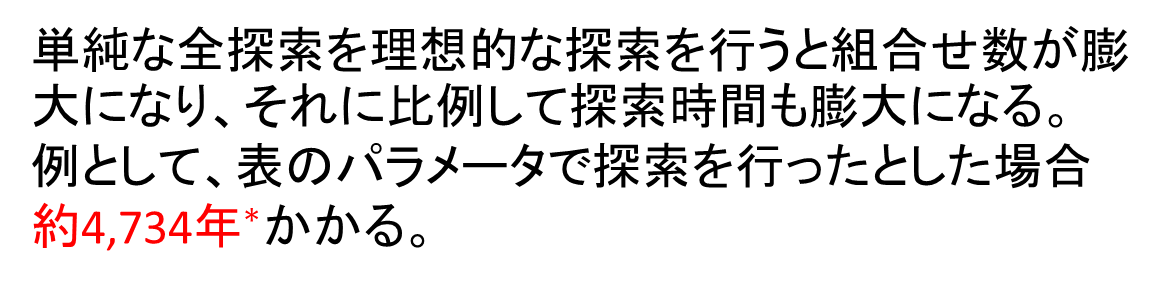 単純な全探索を理想的な探索を行うと組合せ数が膨
大になり、それに比例して探索時間も膨大になる。
例として、表のパラメータで探索を行ったとした場合
約4,734年*かかる。